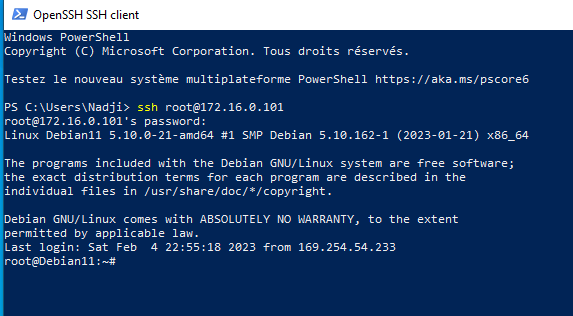 OpenSSH SSH client
Windows PowerShell
Copyright (C) Microsoft Corporation. Tous droits réservés.
Testez le nouveau système multiplateforme PowerShell https://aka.ms/pscore6
PS C:\Users\Nadji> ssh root@172.16.0.101
root@172.16.0.101's password:
Linux Debian11 5.10.0-21-amd64 #1 SMP Debian 5.10.162-1 (2023-01-21) x86_64
The programs included with the Debian GNU/Linux system are free software;
the exact distribution terms for each program are described in the
individual files in /usr/share/doc/*/copyright.
Debian GNU/Linux comes with ABSOLUTELY NO WARRANTY, to the extent
permitted by applicable law.
Last login: Sat Feb  4 22:55:18 2023 from 169.254.54.233
root@Debian11:~#